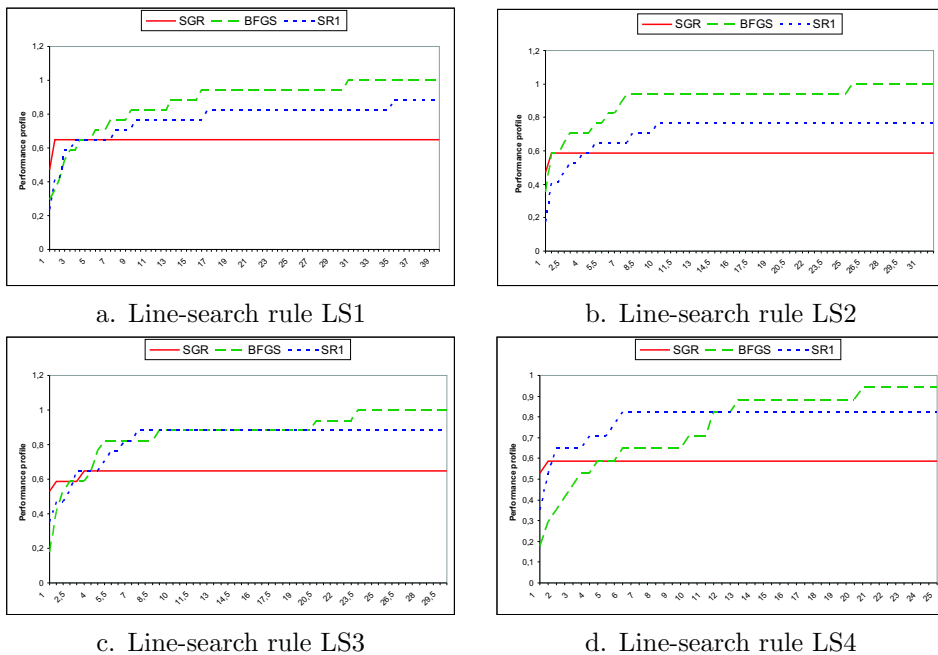 SGR BFGS SR1
Performance profile
1,2
1
0,8
0,6
0,4
0,2
0
1 3 5 7 9 11 13 15 17 19 21 23 25 27 29 31 33 35 37 39
a. Line-search rule LS1
SGR BFGS SR1
Performance profile
1,2
1
0,8
0,6
0,4
0,2
0
1 2,5 4 5,5 7 8,5 10 11,5 13 14,5 16 17,5 19 20,5 22 23,5 25 26,5 28 29,5 31
b. Line-search rule LS2
SGR BFGS SR1
Performance profile
1,2
1
0,8
0,6
0,4
0,2
0
1 2,5 4 5,5 7 8,5 10 11,5 13 14,5 16 17,5 19 20,5 22 23,5 25 26,5 28 29,5
c. Line-search rule LS3
SGR BFGS SR1
Performance profile
1
0,9
0,8
0,7
0,6
0,5
0,4
0,3
0,2
0,1
0
1 2 3 4 5 6 7 8 9 10 11 12 13 14 15 16 17 18 19 20 21 22 23 24 25
d. Line-search rule LS4